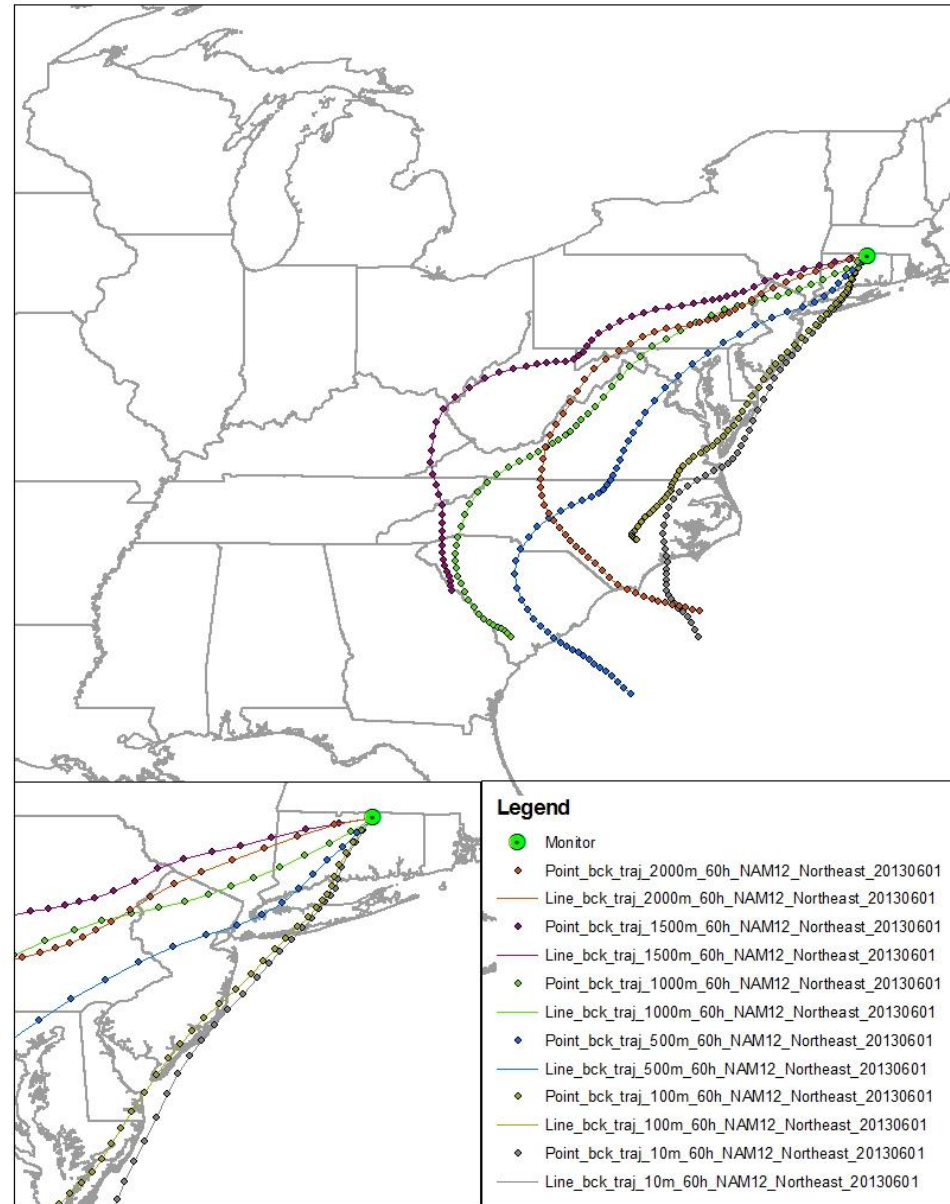 Legend
Monitor
Point_bck_traj_2000m_60h_NAM12_Northeast_20130601
Line_bck_traj_2000m_60h_NAM12_Northeast_20130601
Point_bck_traj_1500m_60h_NAM12_Northeast_20130601
Line_bck_traj_1500m_60h_NAM12_Northeast_20130601
Point_bck_traj_1000m_60h_NAM12_Northeast_20130601
Line_bck_traj_1000m_60h_NAM12_Northeast_20130601
Point_bck_traj_500m_60h_NAM12_Northeast_20130601
Line_bck_traj_500m_60h_NAM12_Northeast_20130601
Point_bck_traj_100m_60h_NAM12_Northeast_20130601
Line_bck_traj_100m_60h_NAM12_Northeast_20130601
Point_bck_traj_10m_60h_NAM12_Northeast_20130601
Line_bck_traj_10m_60h_NAM12_Northeast_20130601